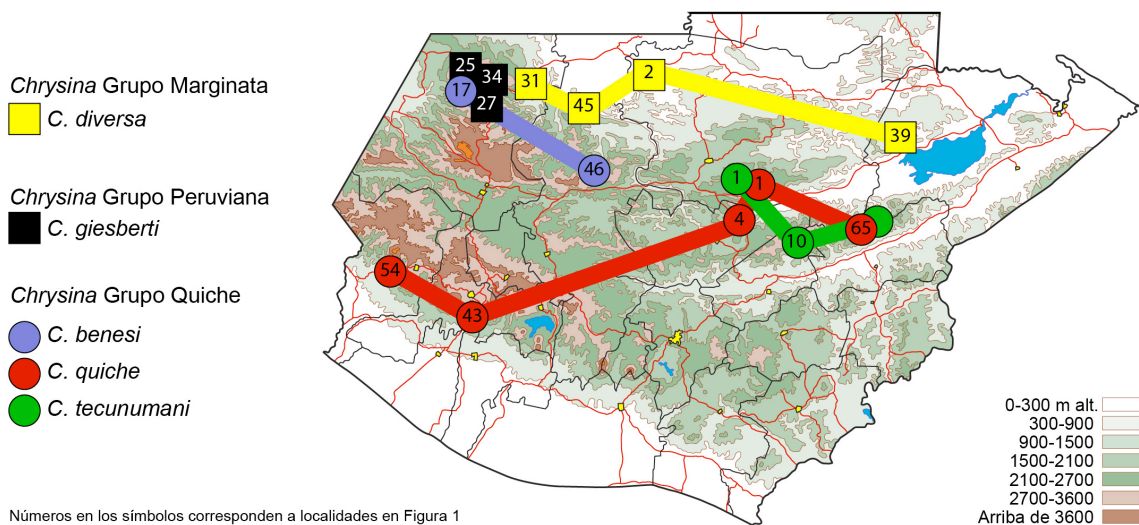 Chrysina Grupo Marginata
C. diversa
Chrysina Grupo Peruviana
C. giesberti
Chrysina Grupo Quiche
C. benesi
C. quiche
C. tecunumani
Números en los símbolos corresponden a localidades en Figura 1
25
34
17
27
31
45
2
39
46
1
1
4
10
65
54
43
0-300 m alt.
300-900
900-1500
1500-2100
2100-2700
2700-3600
Arriba de 3600